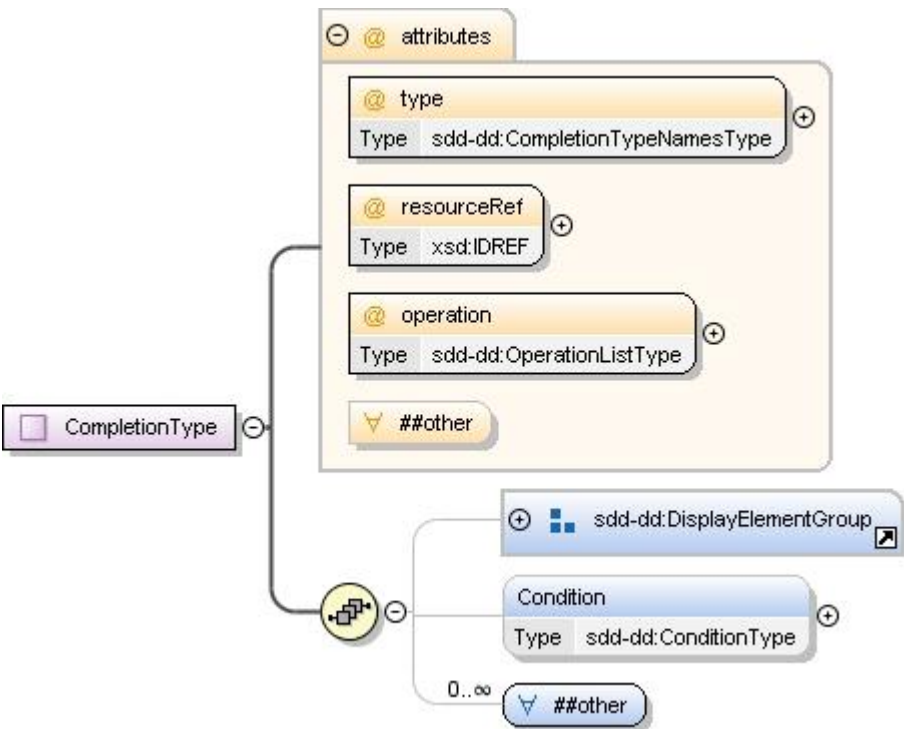 @ attributes
@ type
Type sdd-dd:CompletionTypeNamesType
@ resourceRef
Type xsd:IDREF
@ operation
Type sdd-dd:OperationListType
∀ ##other
CompletionType
sdd-dd:DisplayElementGroup
Condition
Type sdd-dd:ConditionType
0..∞
∀ ##other